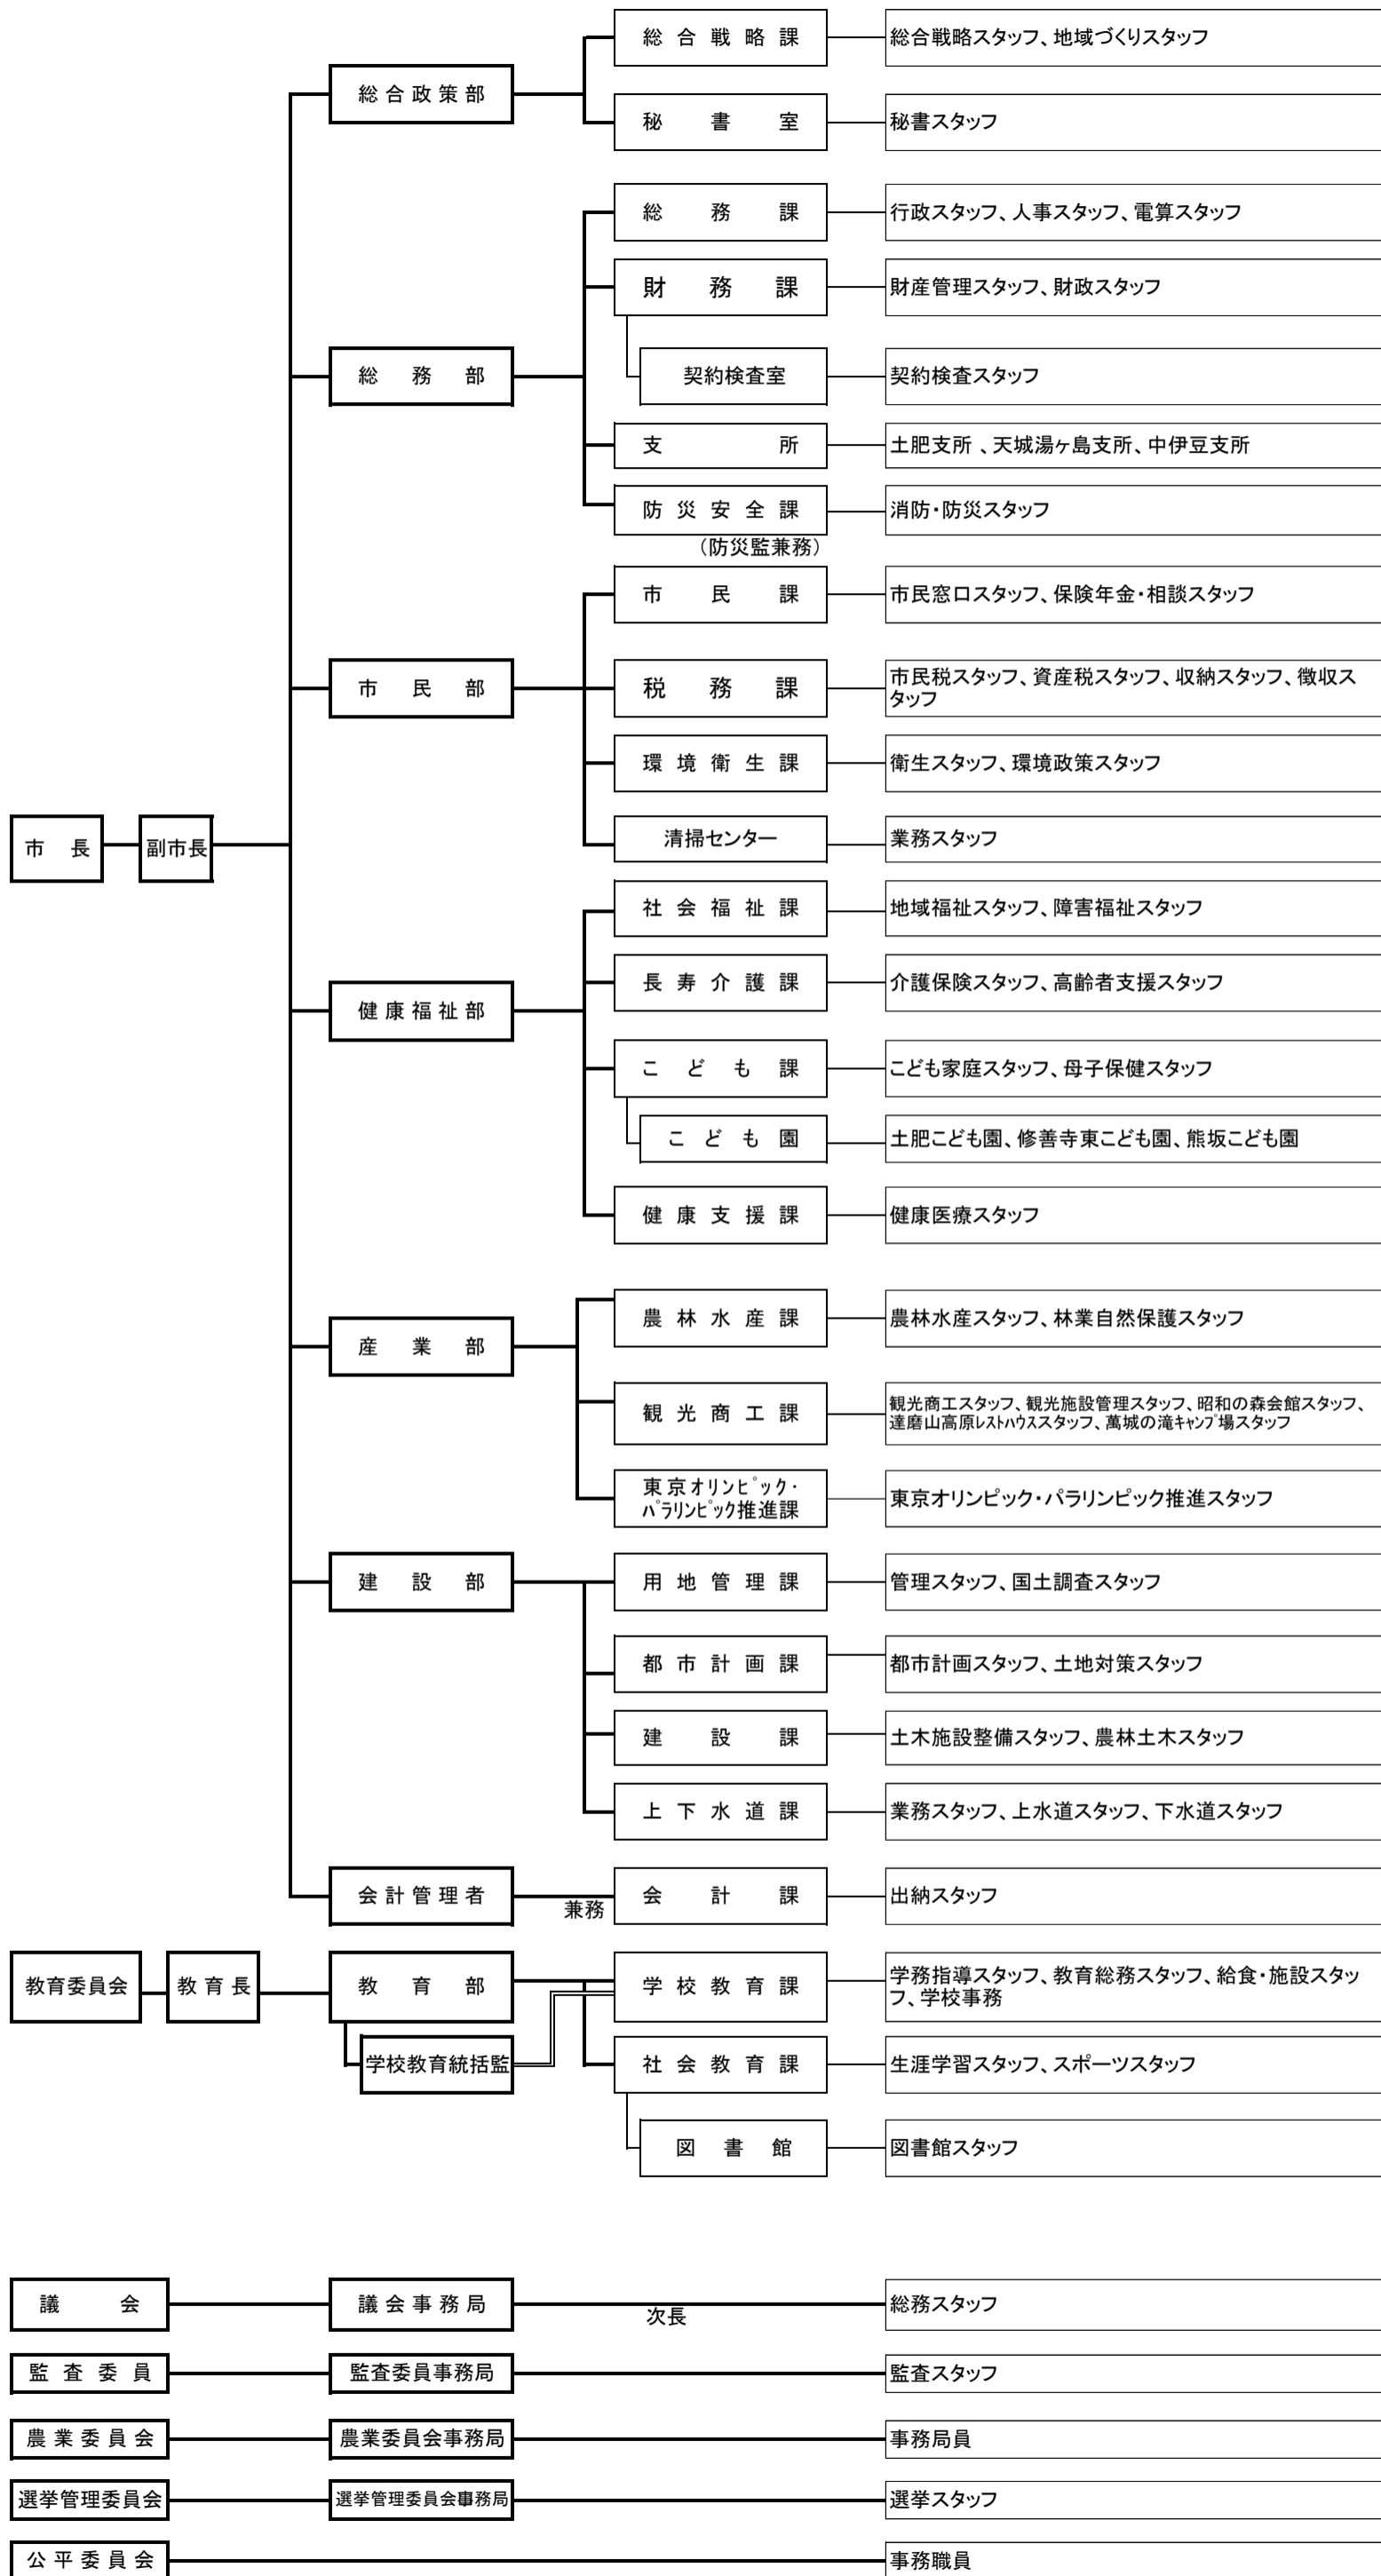 総合戦略課
総合戦略スタッフ、地域づくりスタッフ
総合政策部
秘書室
秘書スタッフ
総務課
行政スタッフ、人事スタッフ、電算スタッフ
財務課
財産管理スタッフ、財政スタッフ
総務部
契約検査室
契約検査スタッフ
支所
土肥支所 、天城湯ヶ島支所、中伊豆支所
防災安全課
消防・防災スタッフ
（防災監兼務）
市民課
市民窓口スタッフ、保険年金・相談スタッフ
市民部
税務課
市民税スタッフ、資産税スタッフ、収納スタッフ、徴収ス
タッフ
環境衛生課
衛生スタッフ、環境政策スタッフ
市長
副市長
清掃センター
業務スタッフ
社会福祉課
地域福祉スタッフ、障害福祉スタッフ
長寿介護課
介護保険スタッフ、高齢者支援スタッフ
健康福祉部
こども課
こども家庭スタッフ、母子保健スタッフ
こども園
土肥こども園、修善寺東こども園、熊坂こども園
健康支援課
健康医療スタッフ
農林水産課
農林水産スタッフ、林業自然保護スタッフ
産業部
観光商工課
観光商工スタッフ、観光施設管理スタッフ、昭和の森会館スタッフ、
達磨山高原ﾚｽﾄﾊｳｽスタッフ、萬城の滝ｷｬﾝﾌﾟ場スタッフ
東京オリンピック・
パラリンピック推進課
東京オリンピック・パラリンピック推進スタッフ
建設部
用地管理課
管理スタッフ、国土調査スタッフ
都市計画課
都市計画スタッフ、土地対策スタッフ
建設課
土木施設整備スタッフ、農林土木スタッフ
上下水道課
業務スタッフ、上水道スタッフ、下水道スタッフ
会計管理者
兼務
会計課
出納スタッフ
教育委員会
教育長
教育部
学校教育課
学務指導スタッフ、教育総務スタッフ、給食・施設スタッ
フ、学校事務
学校教育統括監
社会教育課
生涯学習スタッフ、スポーツスタッフ
図書館
図書館スタッフ
議会
議会事務局
次長
総務スタッフ
監査委員
監査委員事務局
監査スタッフ
農業委員会
農業委員会事務局
事務局員
選挙管理委員会
選挙管理委員会事務局
選挙スタッフ
公平委員会
事務職員